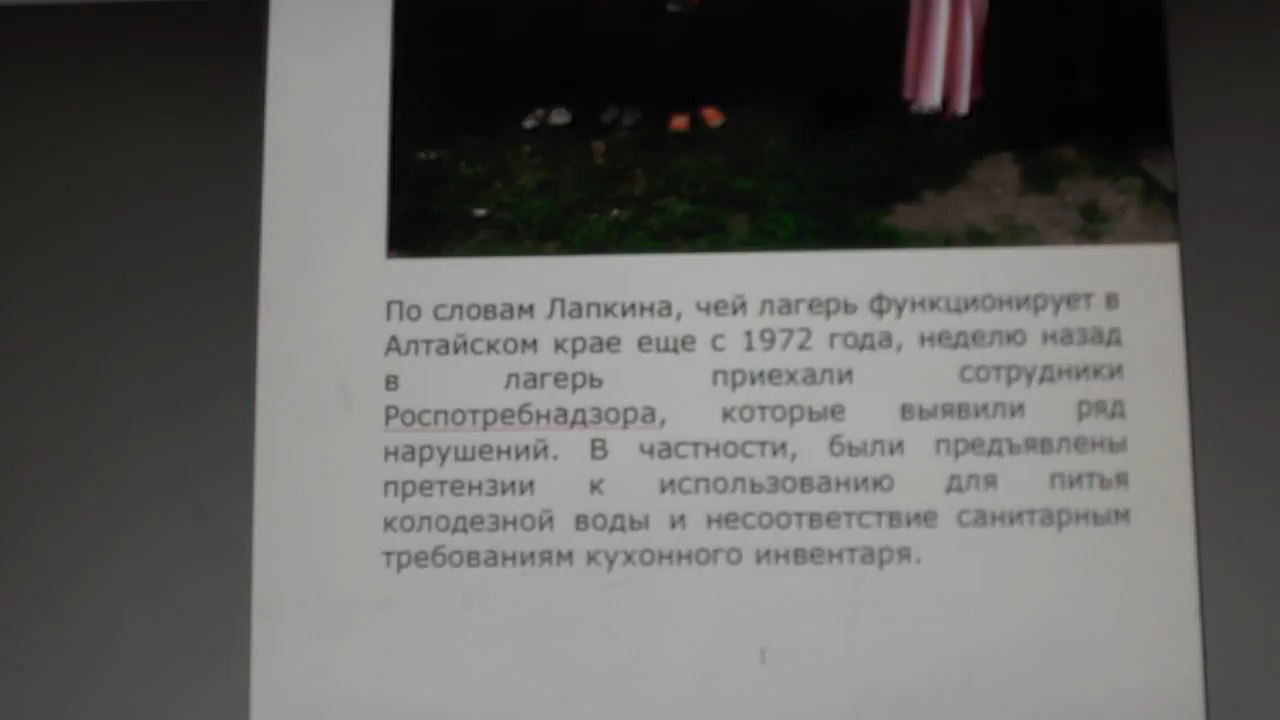 По словам Лапкина, чей лагерь функционирует в
Алтайском крае еще с 1972 года, неделю назад
в лагерь приехали сотрудники
Роспотребнадзора, которые выявили ряд
нарушений. В частности, были предъявлены
претензии к использованию для питья
колодезной воды и несоответствие санитарным
требованиям кухонного инвентаря.